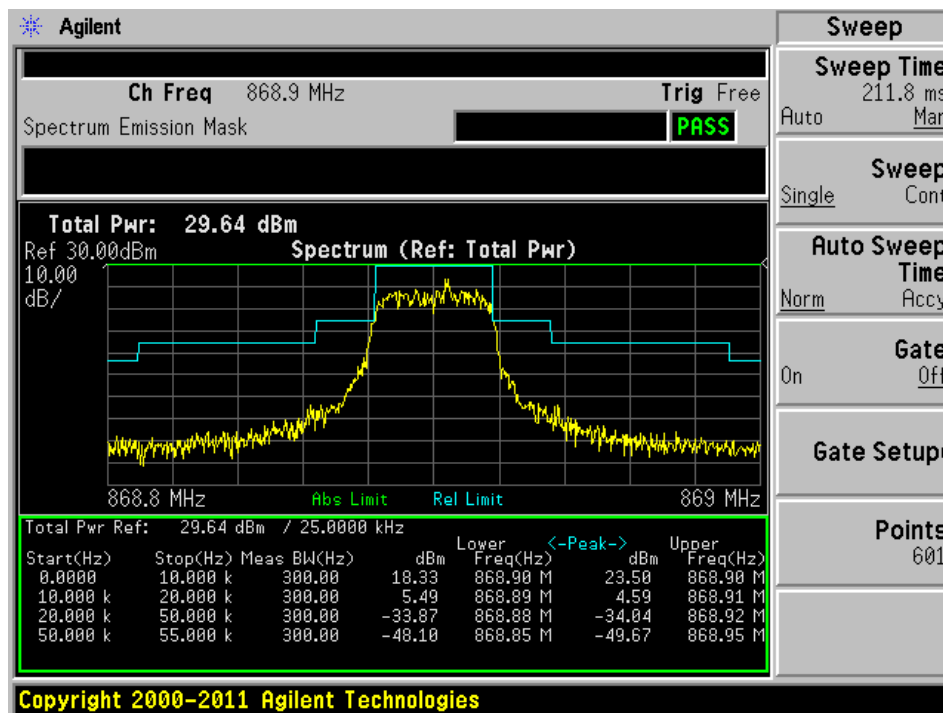 Agilent
Sweep
Ch Freq 868.9 MHz Trig Free
Spectrum Emission Mask PASS
Total Pwr: 29.64 dBm
Ref 30.00dBm Spectrum (Ref: Total Pwr)
10.00
dB/
868.8 MHz Abs Limit Rel Limit 869 MHz
Total Pwr Ref: 29.64 dBm / 25.0000 kHz
Lower <-Peak-> Upper
Start(Hz) Stop(Hz) Meas BW(Hz) dBm Freq(Hz) dBm Freq(Hz)
0.0000 10.000 k 300.00 18.33 868.90 M 23.50 868.90 M
10.000 k 20.000 k 300.00 5.49 868.89 M 4.59 868.91 M
20.000 k 50.000 k 300.00 -33.87 868.88 M -34.04 868.92 M
50.000 k 55.000 k 300.00 -48.10 868.85 M -49.67 868.95 M
Sweep Time
211.8 ms
Auto Man
Sweep
Single Cont
Auto Sweep
Time
Norm Accy
Gate
On Off
Gate Setup
Points
601
Copyright 2000-2011 Agilent Technologies